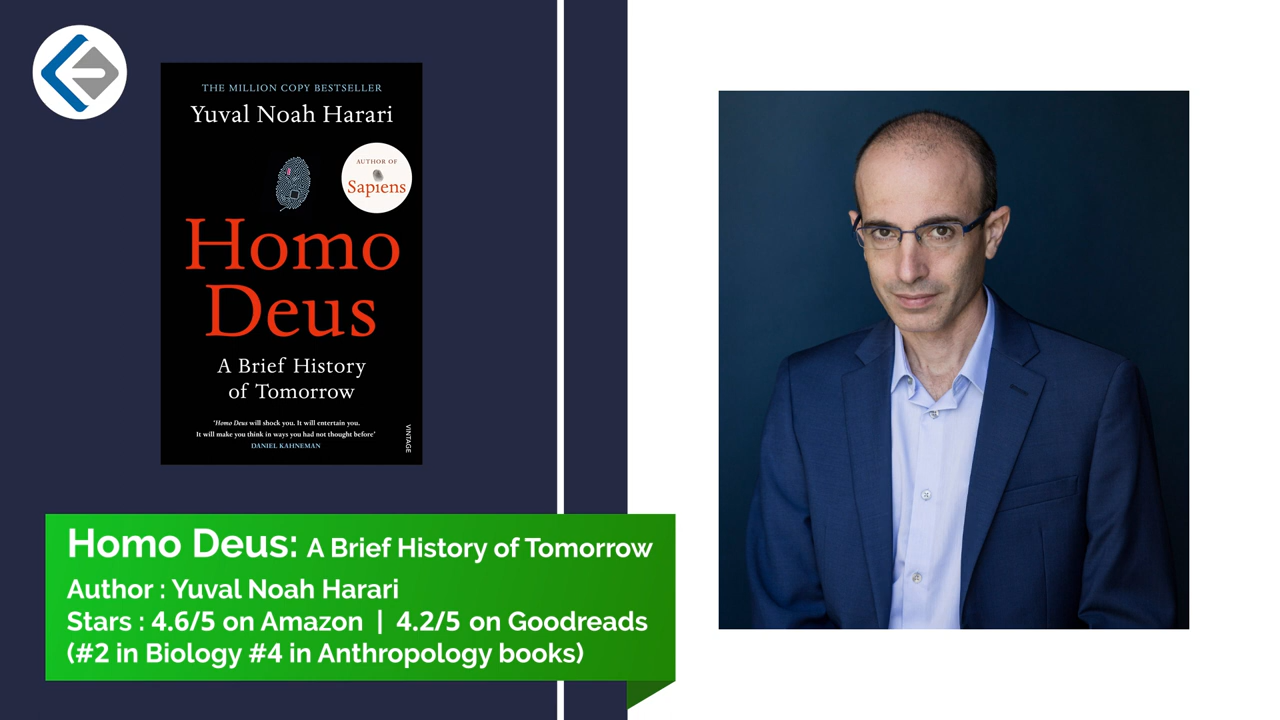 THE MILLION COPY BESTSELLER
Yuval Noah Harari
AUTHOR OF
Sapiens
Homo
Deus
A Brief History
of Tomorrow
'Homo Deus will shock you. It will entertain you.
It will make you think in ways you had not thought before'
DANIEL KAHNEMAN
VINTAGE
Homo Deus: A Brief History of Tomorrow
Author : Yuval Noah Harari
Stars : 4.6/5 on Amazon | 4.2/5 on Goodreads
(#2 in Biology #4 in Anthropology books)